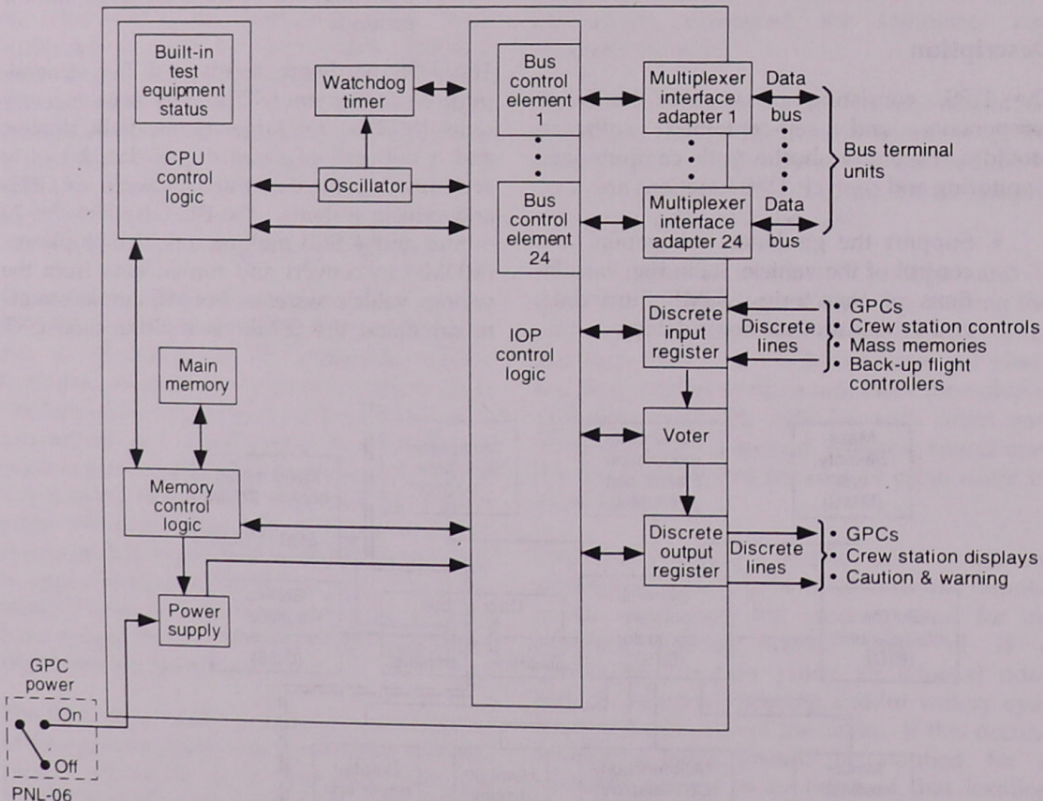 Built-in
test
equipment
status
CPU
control
logic
Watchdog
timer
Oscillator
Bus
control
element
1
Bus
control
element
24
Multiplexer
interface
adapter 1
Multiplexer
interface
adapter 24
Data
bus
Data
bus
Bus terminal
units
Main
memory
Memory
control
logic
Power
supply
IOP
control
logic
Discrete
input
register
Discrete
lines
• GPCs
• Crew station controls
• Mass memories
• Back-up flight
controllers
Voter
Discrete
output
register
Discrete
lines
• GPCs
• Crew station displays
• Caution & warning
GPC
power
On
Off
PNL-06